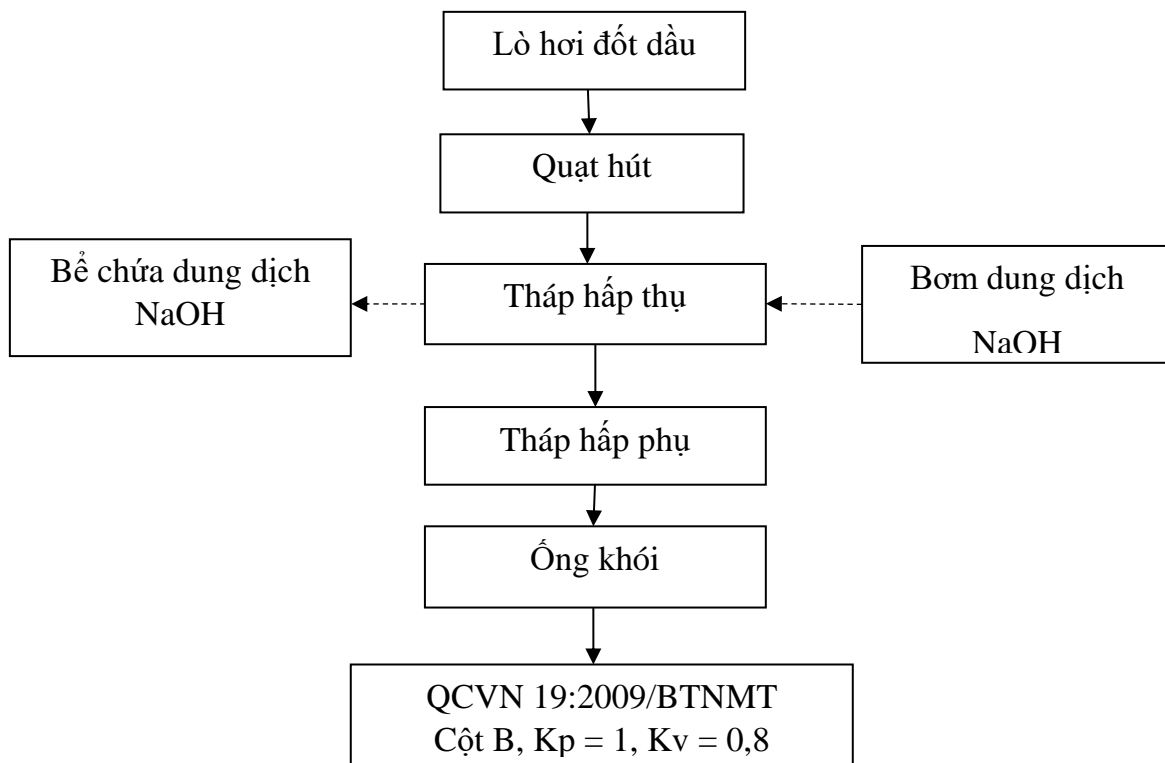 Lò hơi đốt dầu
Quạt hút
Bể chứa dung dịch
NaOH
Tháp hấp thụ
Bơm dung dịch
NaOH
Tháp hấp phụ
Ống khói
QCVN 19:2009/BTNMT
Cột B, Kp = 1, Kv = 0,8